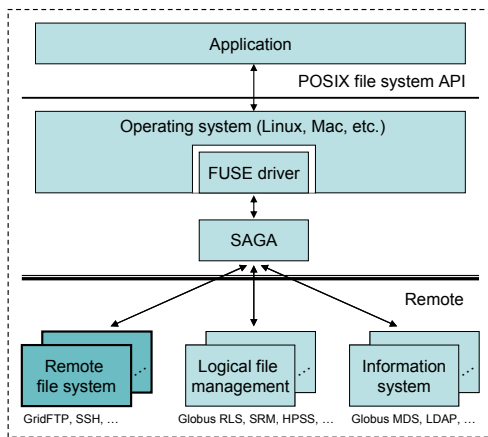 Application
POSIX file system API
Operating system (Linux, Mac, etc.)
FUSE driver
SAGA
Remote
Remote
file system
...
Logical file
management
...
Information
system
...
GridFTP, SSH, ...
Globus RLS, SRM, HPSS, ...
Globus MDS, LDAP, ...